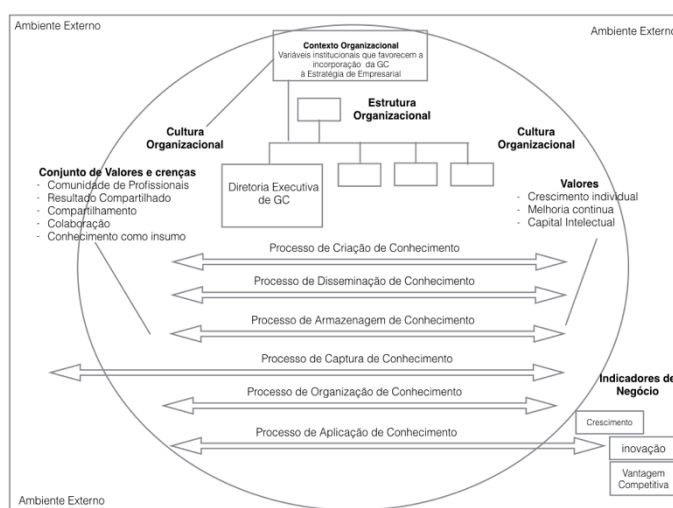 Ambiente Externo
Ambiente Externo
Contexto Organizacional
Variáveis institucionais que favorecem a
incorporação da GC
à Estratégia de Empresarial
Estrutura
Organizacional
Cultura
Organizacional
Cultura
Organizacional
Conjunto de Valores e crenças
- Comunidade de Profissionais
- Resultado Compartilhado
- Compartilhamento
- Colaboração
- Conhecimento como insumo
Diretoria Executiva
de GC
Valores
- Crescimento individual
- Melhoria continua
- Capital Intelectual
Processo de Criação de Conhecimento
Processo de Disseminação de Conhecimento
Processo de Armazenagem de Conhecimento
Processo de Captura de Conhecimento
Processo de Organização de Conhecimento
Processo de Aplicação de Conhecimento
Indicadores de
Negócio
Crescimento
inovação
Vantagem
Competitiva
Ambiente Externo